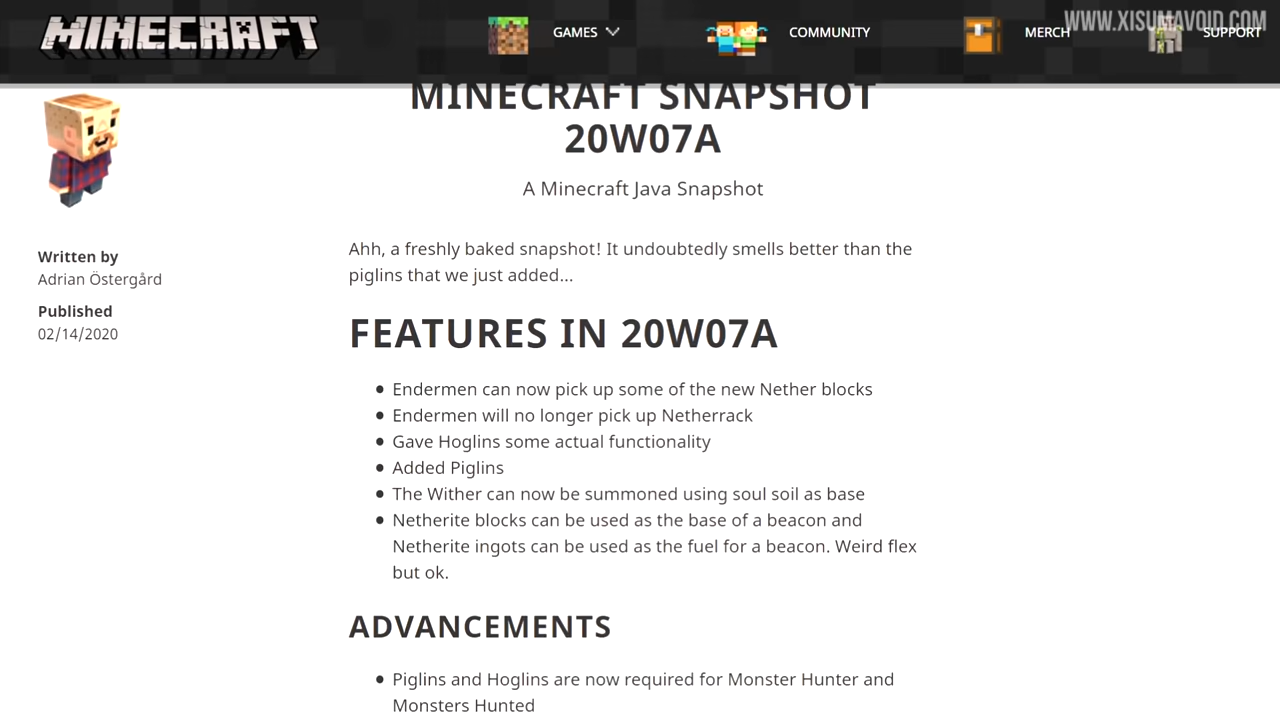 MINECRAFT
GAMES
COMMUNITY
MERCH
SUPPORT
WWW.XISUMAVOID.COM
MINECRAFT SNAPSHOT
20W07A
A Minecraft Java Snapshot
Written by
Adrian Östergård
Published
02/14/2020
Ahh, a freshly baked snapshot! It undoubtedly smells better than the
piglins that we just added...
FEATURES IN 20W07A
Endermen can now pick up some of the new Nether blocks
Endermen will no longer pick up Netherrack
Gave Hoglins some actual functionality
Added Piglins
The Wither can now be summoned using soul soil as base
Netherite blocks can be used as the base of a beacon and
Netherite ingots can be used as the fuel for a beacon. Weird flex
but ok.
ADVANCEMENTS
Piglins and Hoglins are now required for Monster Hunter and
Monsters Hunted